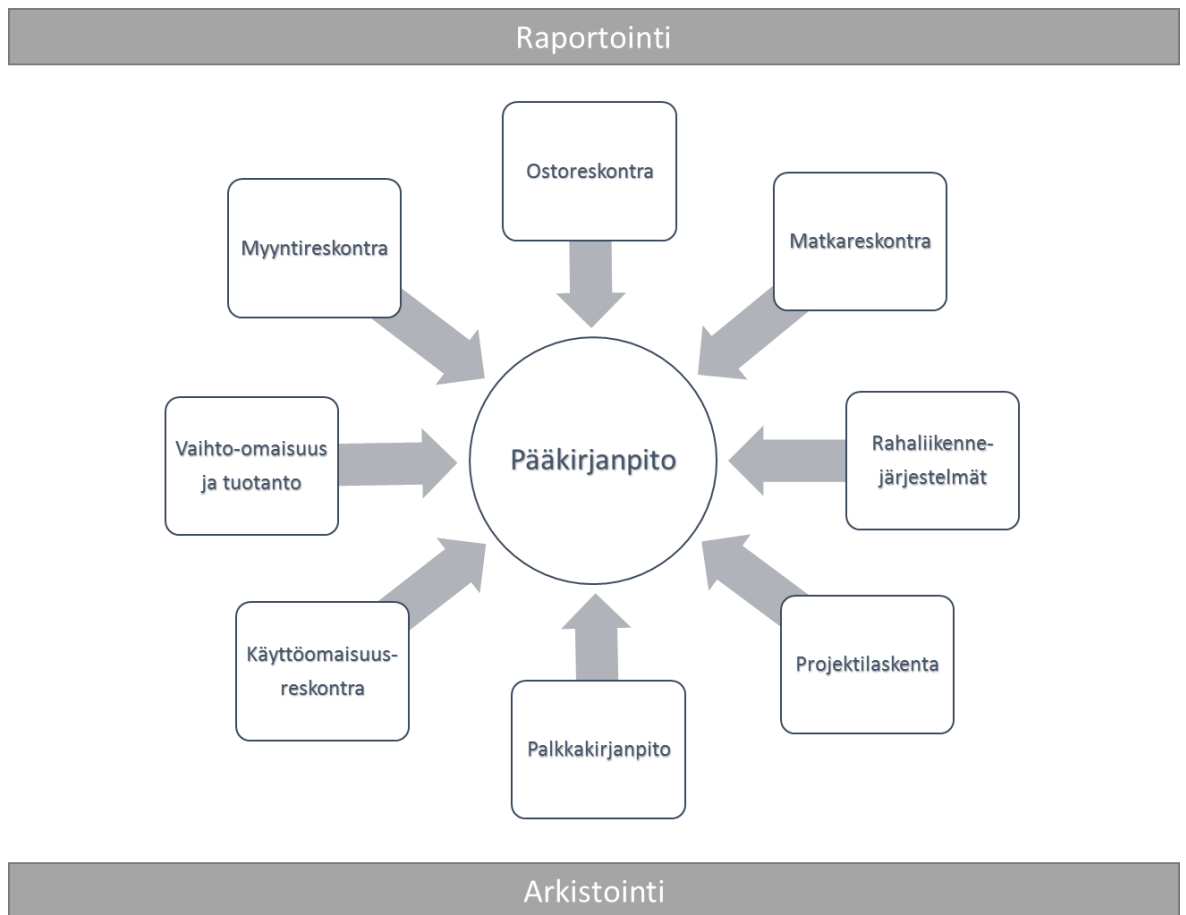 Raportointi
Ostoreskontra
Matkareskontra
Myyntireskontra
Rahaliikenne-
järjestelmät
Vaihto-omaisuus
ja tuotanto
Pääkirjanpito
Käyttöomaisuus-
reskontra
Projektilaskenta
Palkkakirjanpito
Arkistointi